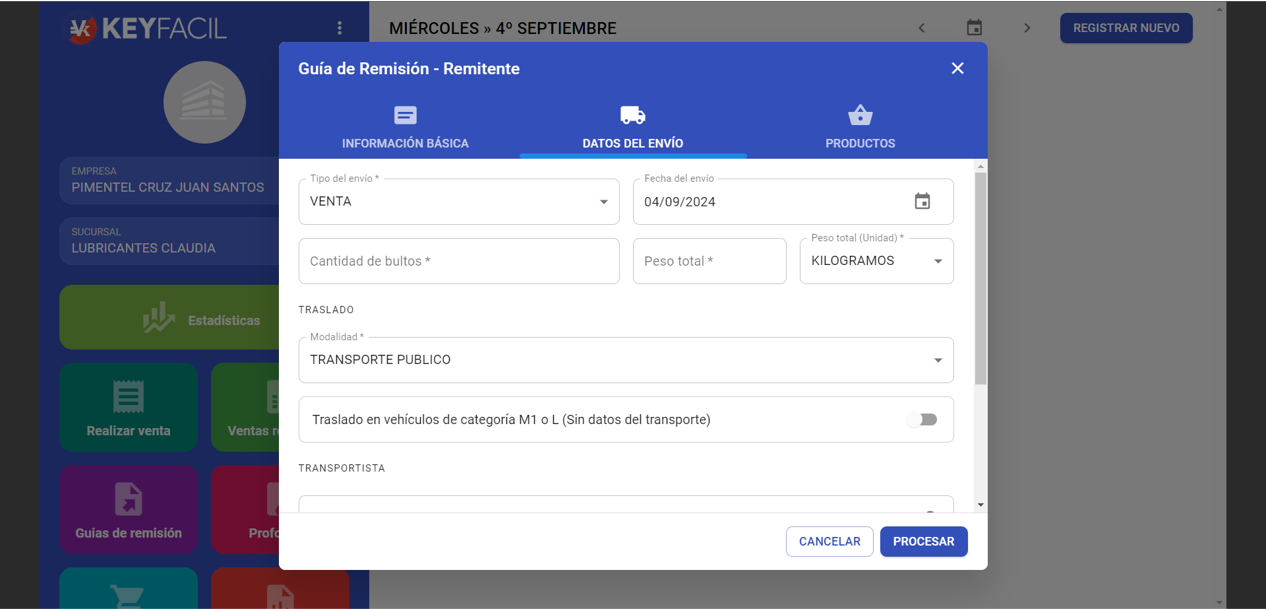 KEYFACIL
MIÉRCOLES » 4º SEPTIEMBRE
REGISTRAR NUEVO
EMPRESA
PIMENTEL CRUZ JUAN SANTOS
SUCURSAL
LUBRICANTES CLAUDIA
Estadísticas
Realizar venta
Ventas r
Guias de remisión
Profo
Guía de Remisión - Remitente
INFORMACIÓN BÁSICA
DATOS DEL ENVÍO
PRODUCTOS
Tipo del envío *
VENTA
Fecha del envío
04/09/2024
Cantidad de bultos *
Peso total *
Peso total (Unidad) *
KILOGRAMOS
TRASLADO
Modalidad *
TRANSPORTE PUBLICO
Traslado en vehículos de categoría M1 o L (Sin datos del transporte)
TRANSPORTISTA
CANCELAR
PROCESAR